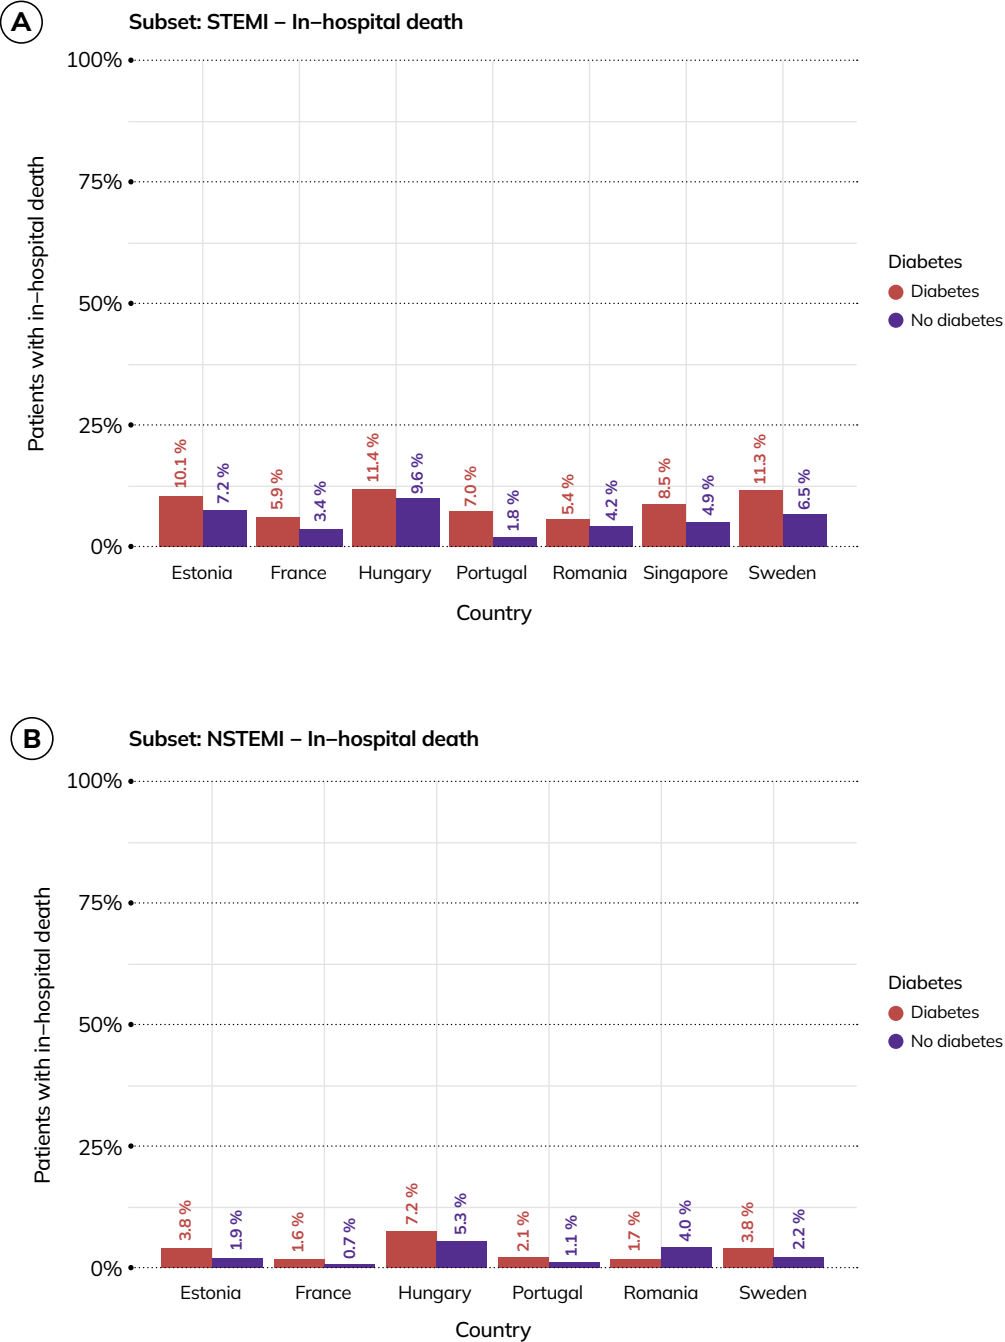 A
Subset: STEMI – In–hospital death
Patients with in–hospital death
100%
75%
50%
25%
0%
10.1 %
7.2 %
5.9 %
3.4 %
11.4 %
9.6 %
7.0 %
1.8 %
5.4 %
4.2 %
8.5 %
4.9 %
11.3 %
6.5 %
Estonia France Hungary Portugal Romania Singapore Sweden
Country
Diabetes
Diabetes
No diabetes
B
Subset: NSTEMI – In–hospital death
Patients with in–hospital death
100%
75%
50%
25%
0%
3.8 %
1.9 %
1.6 %
0.7 %
7.2 %
5.3 %
2.1 %
1.1 %
1.7 %
4.0 %
3.8 %
2.2 %
Estonia France Hungary Portugal Romania Sweden
Country
Diabetes
Diabetes
No diabetes